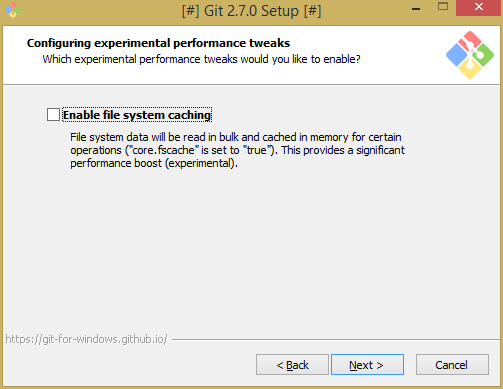 [#] Git 2.7.0 Setup [#]
Configuring experimental performance tweaks
Which experimental performance tweaks would you like to enable?
Enable file system caching
File system data will be read in bulk and cached in memory for certain
operations ("core.fscache" is set to "true"). This provides a significant
performance boost (experimental).
https://git-for-windows.github.io/
< Back
Next >
Cancel